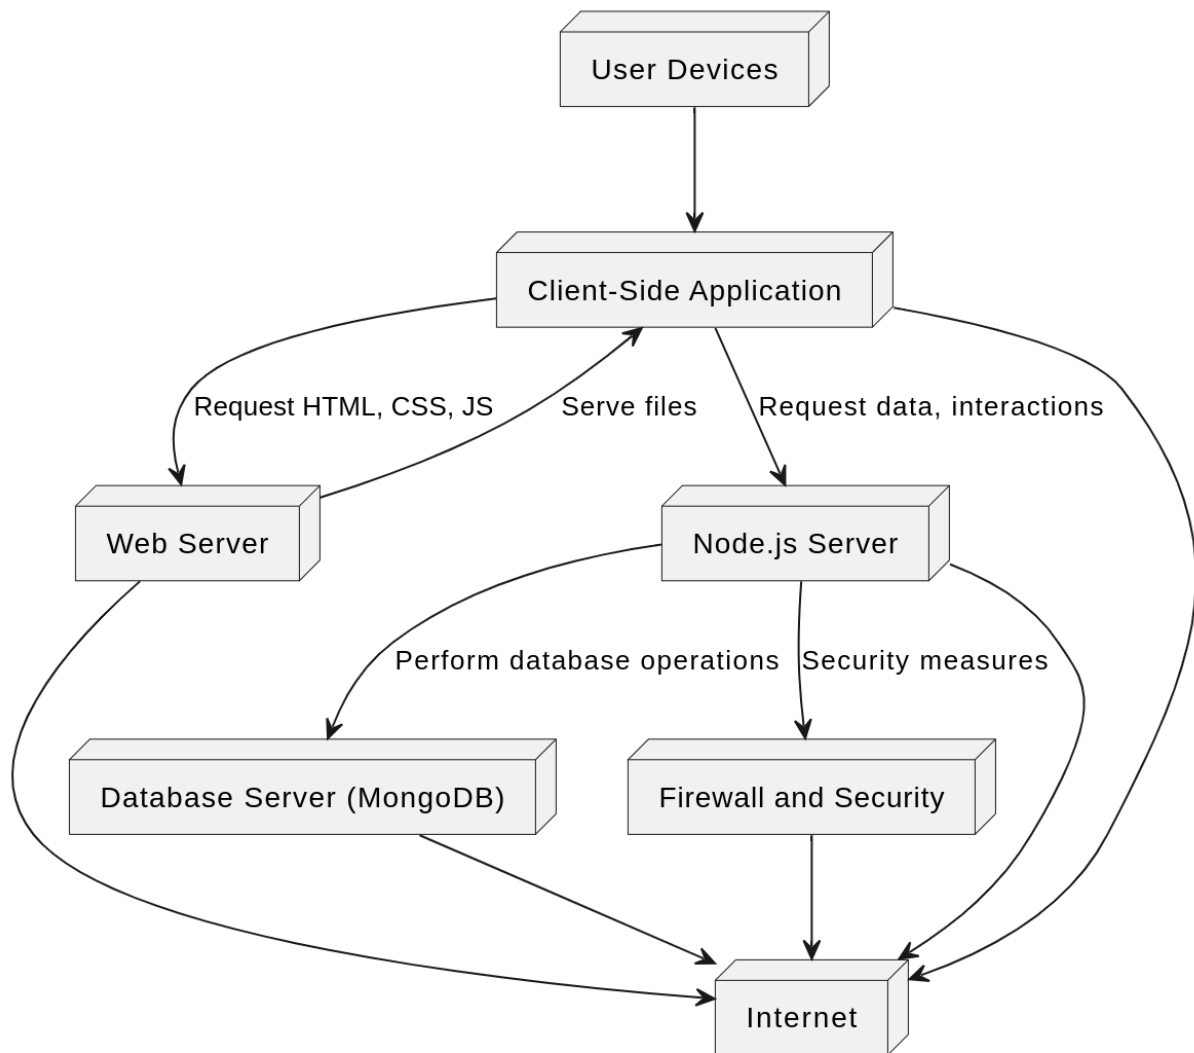 User Devices
Client-Side Application
Request HTML, CSS, JS
Serve files
Request data, interactions
Web Server
Node.js Server
Perform database operations
Security measures
Database Server (MongoDB)
Firewall and Security
Internet